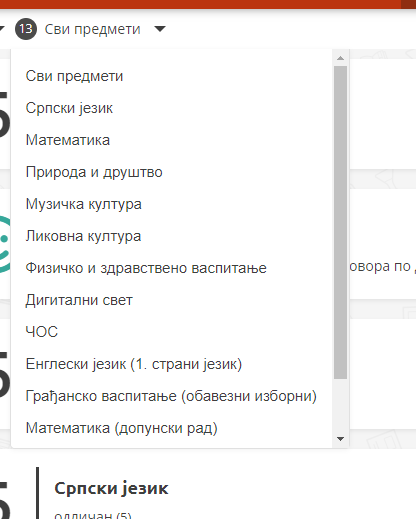 13 Сви предмети
5
Сви предмети
Српски језик
Математика
Природа и друштво
Музичка култура
Ликовна култура
Физичко и здравствено васпитање
овора по
Дигитални свет
ЧОС
5
Енглески језик (1. страни језик)
Грађанско васпитање (обавезни изборни)
Математика (допунски рад)
5
Српски језик
одличан (5)